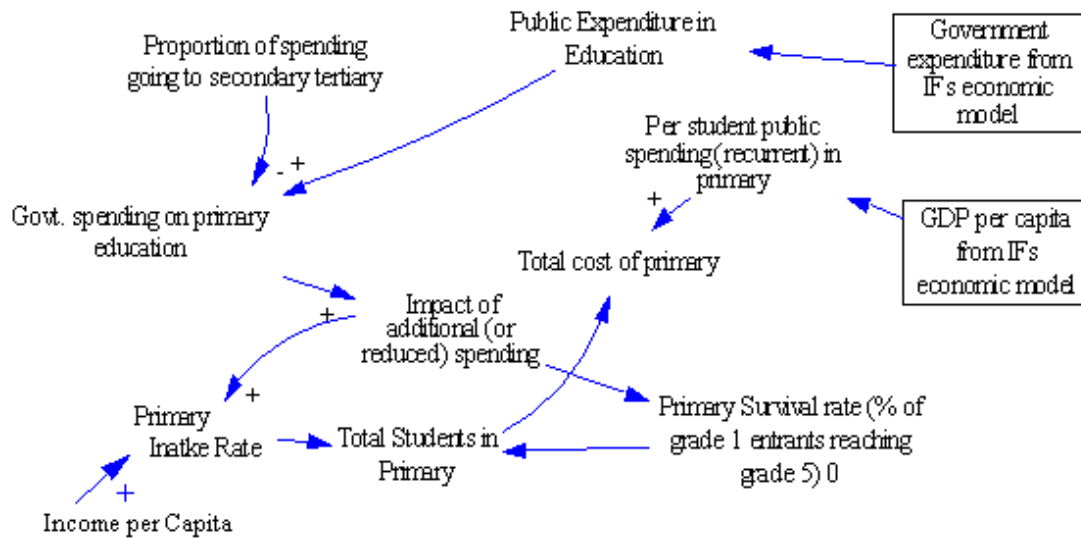 Proportion of spending
going to secondary tertiary
Public Expenditure in
Education
Government
expenditure from
IFs economic
model
Per student public
spending(recurrent) in
primary
- +
+
Govt. spending on primary
education
GDP per capita
from IFs
economic model
Total cost of primary
Impact of
additional (or
reduced) spending
+
+
Primary
Inatke Rate
Total Students in
Primary
Primary Survival rate (% of
grade 1 entrants reaching
grade 5) 0
+
Income per Capita